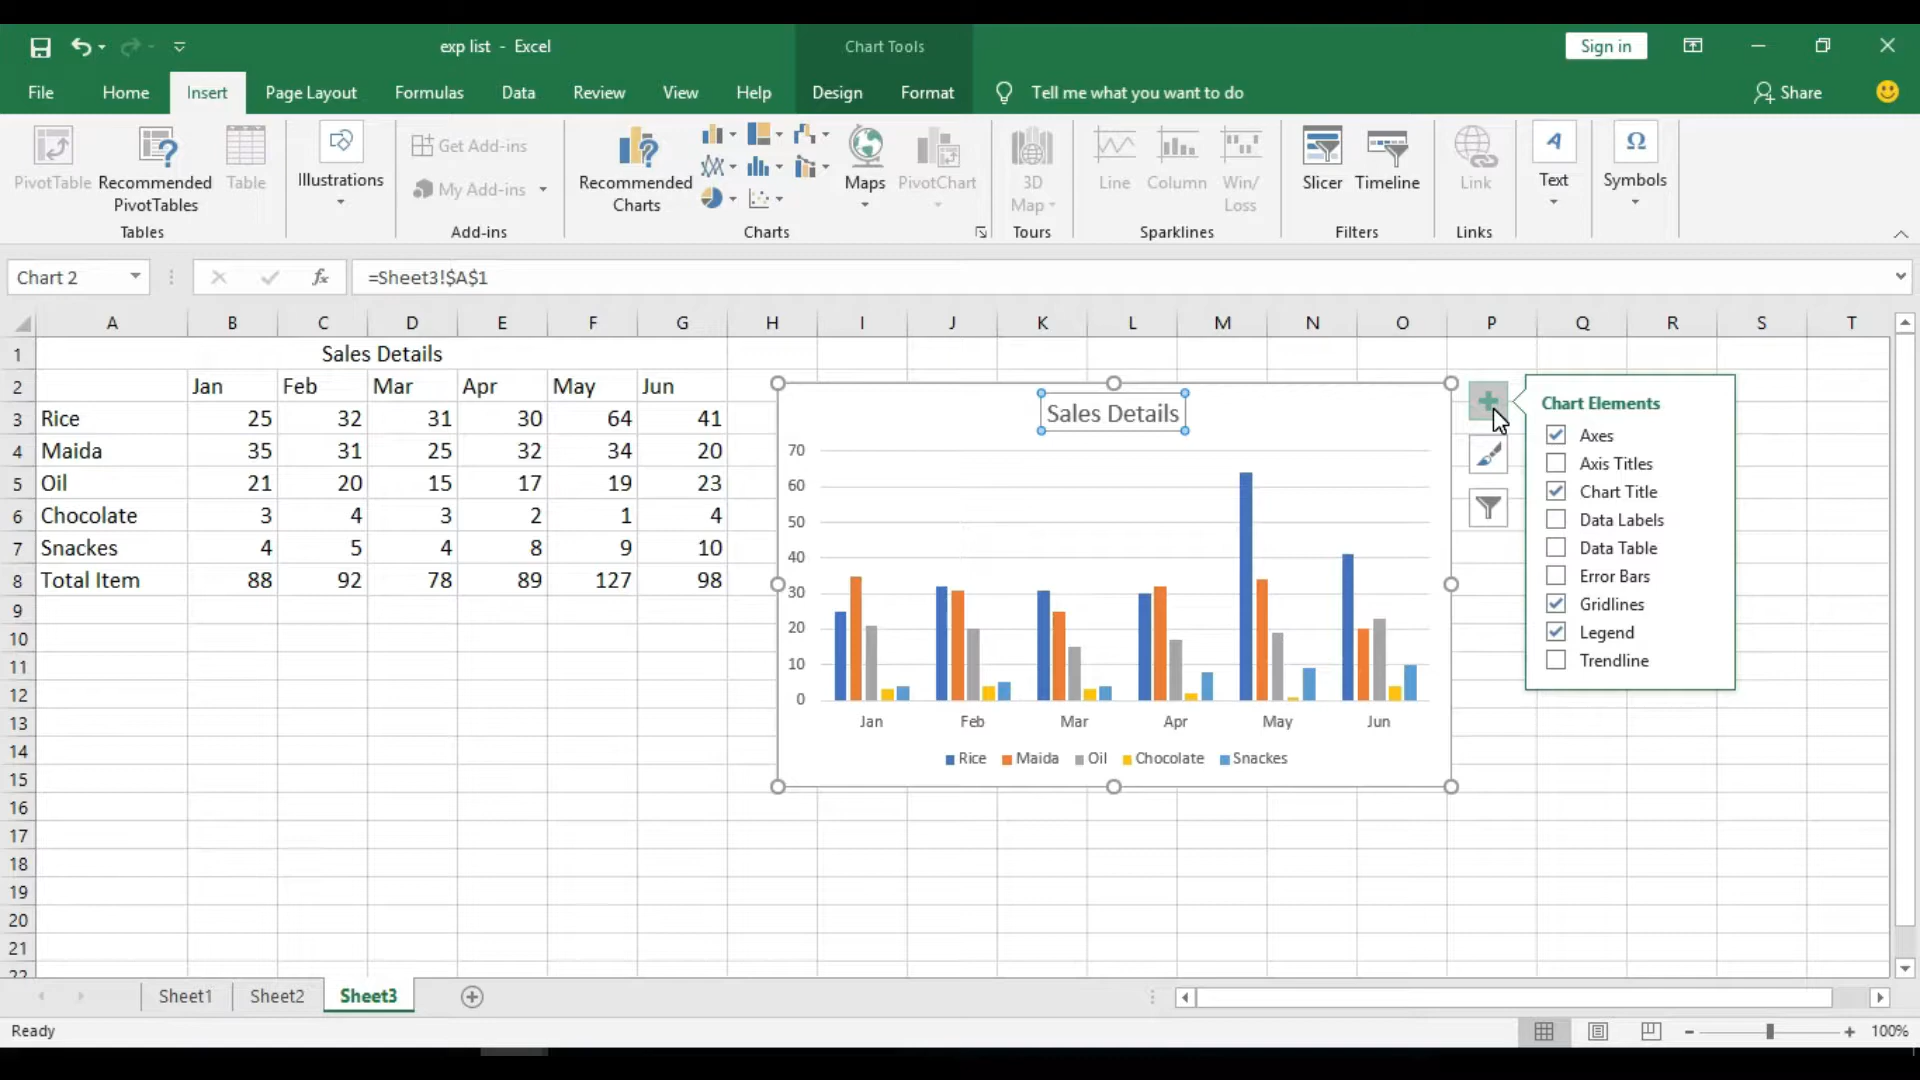 exp list - Excel
Chart Tools
Sign in
File Home Insert Page Layout Formulas Data Review View Help Design Format Tell me what you want to do Share
PivotTable
Recommended
PivotTables
Table
Tables
Illustrations
Get Add-ins
My Add-ins
Add-ins
Recommended
Charts
Maps
PivotChart
Charts
3D
Map
Tours
Line
Column
Win/
Loss
Sparklines
Slicer
Timeline
Filters
Link
Links
A
Text
Ω
Symbols
Chart 2
fx
=Sheet3!$A$1
A B C D E F G H I J K L M N O P Q R S T
1 Sales Details
2 Jan Feb Mar Apr May Jun
3 Rice 25 32 31 30 64 41
4 Maida 35 31 25 32 34 20
5 Oil 21 20 15 17 19 23
6 Chocolate 3 4 3 2 1 4
7 Snackes 4 5 4 8 9 10
8 Total Item 88 92 78 89 127 98
9
10
11
12
13
14
15
16
17
18
19
20
21
22
Sales Details
70
60
50
40
30
20
10
0
Jan Feb Mar Apr May Jun
Rice Maida Oil Chocolate Snackes
Chart Elements
Axes
Axis Titles
Chart Title
Data Labels
Data Table
Error Bars
Gridlines
Legend
Trendline
Sheet1 Sheet2 Sheet3
Ready
100%